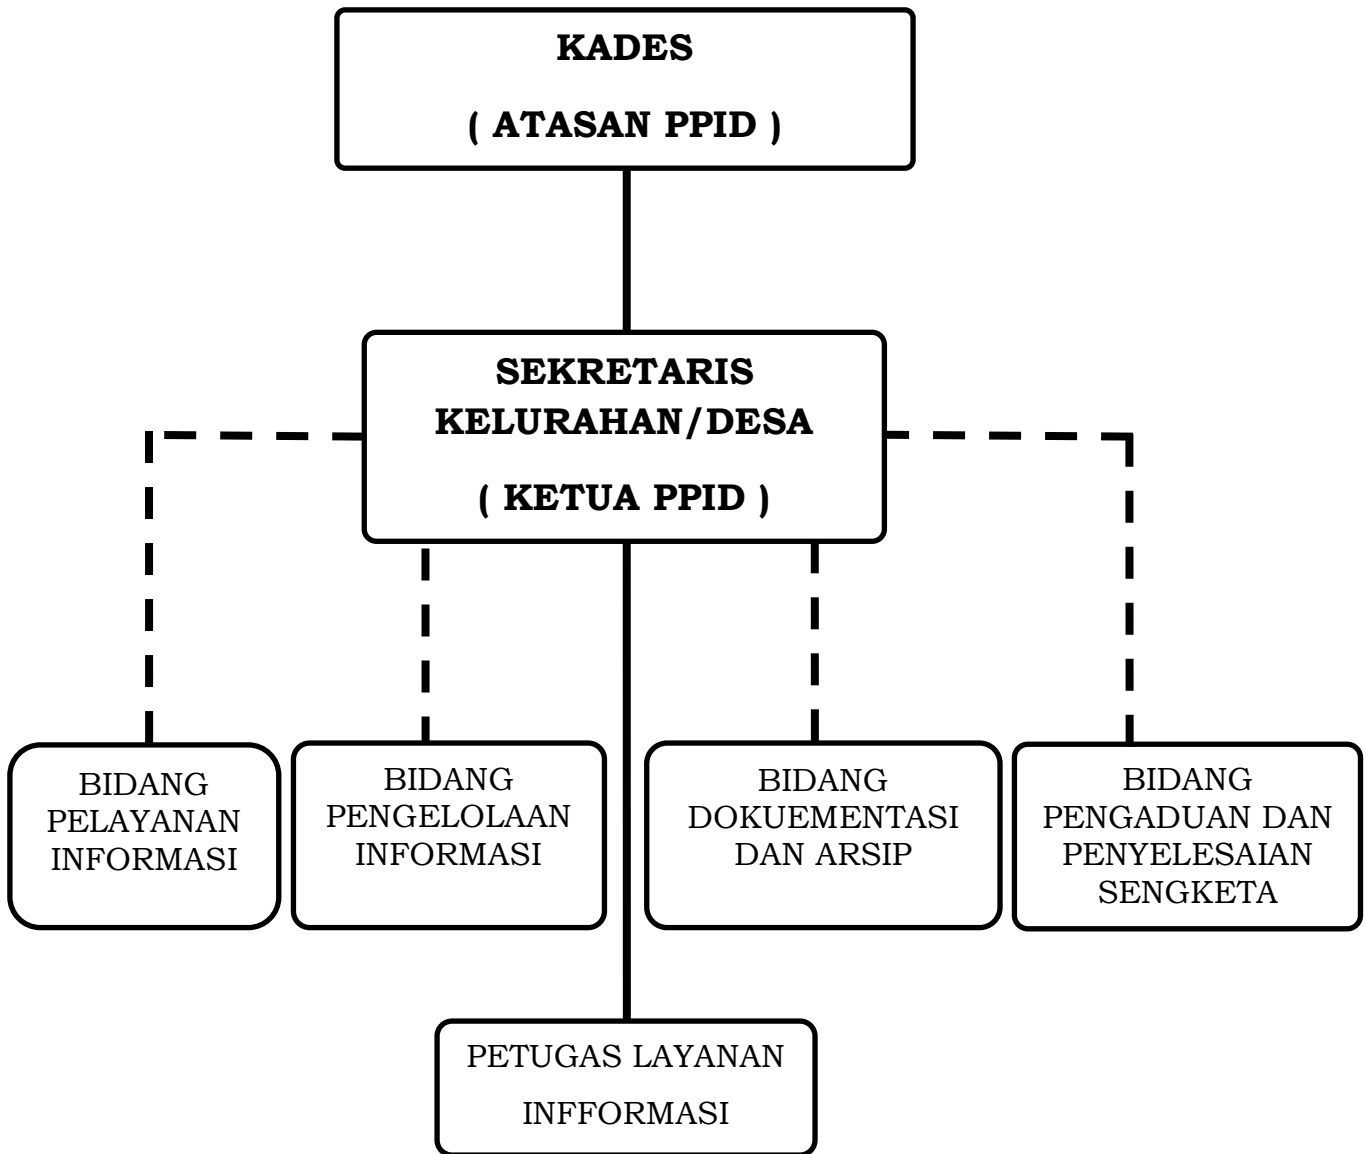 KADES
( ATASAN PPID )
SEKRETARIS
KELURAHAN/DESA
( KETUA PPID )
BIDANG
PELAYANAN
INFORMASI
BIDANG
PENGELOLAAN
INFORMASI
BIDANG
DOKUEMENTASI
DAN ARSIP
BIDANG
PENGADUAN DAN
PENYELESAIAN
SENGKETA
PETUGAS LAYANAN
INFFORMASI